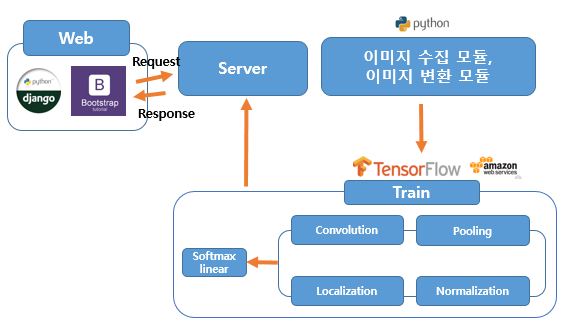 Web
python
django
B
Bootstrap
tutorial
Request
Response
Server
python
이미지 수집 모듈,
이미지 변환 모듈
TensorFlow
amazon
web services
Train
Convolution
Pooling
Softmax
linear
Localization
Normalization